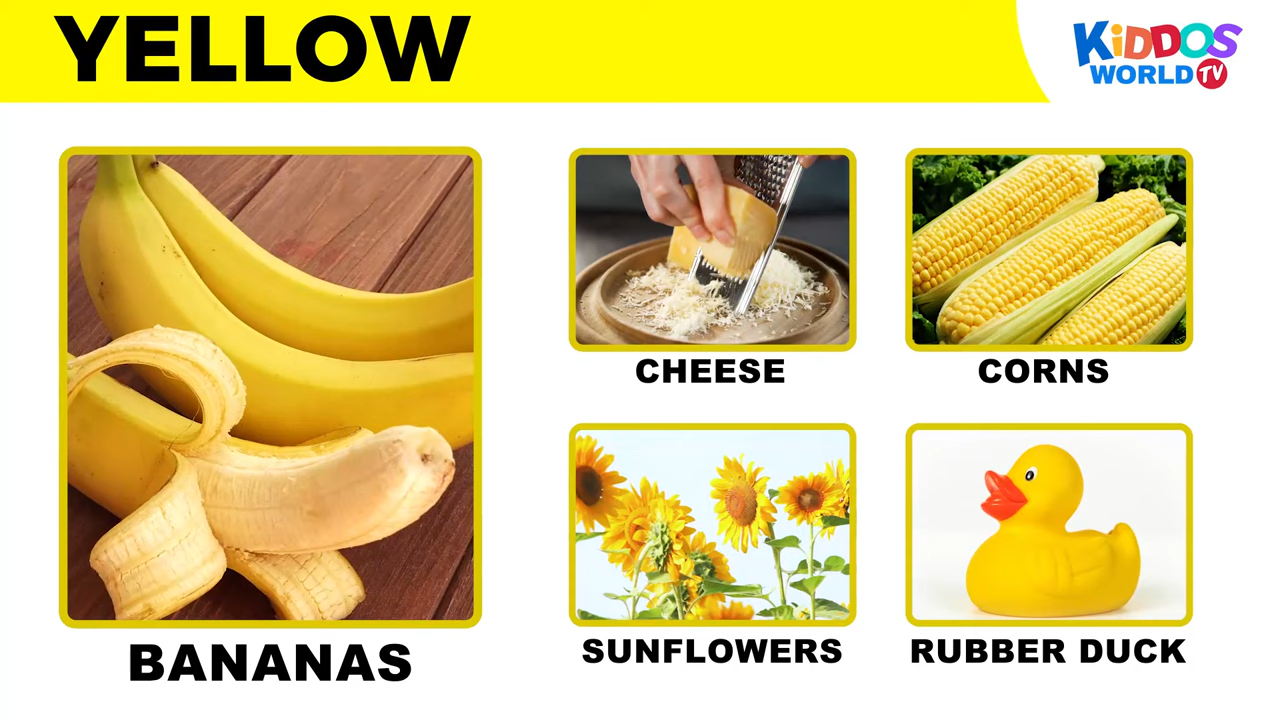 YELLOW
KiDDOS
WORLD TV
BANANAS
CHEESE
CORNS
SUNFLOWERS
RUBBER DUCK